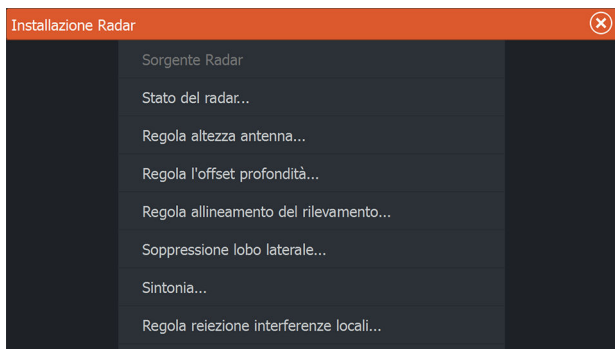 Installazione Radar
Sorgente Radar
Stato del radar...
Regola altezza antenna...
Regola l'offset profondità...
Regola allineamento del rilevamento...
Soppressione lobo laterale...
Sintonia...
Regola reiezione interferenze locali...